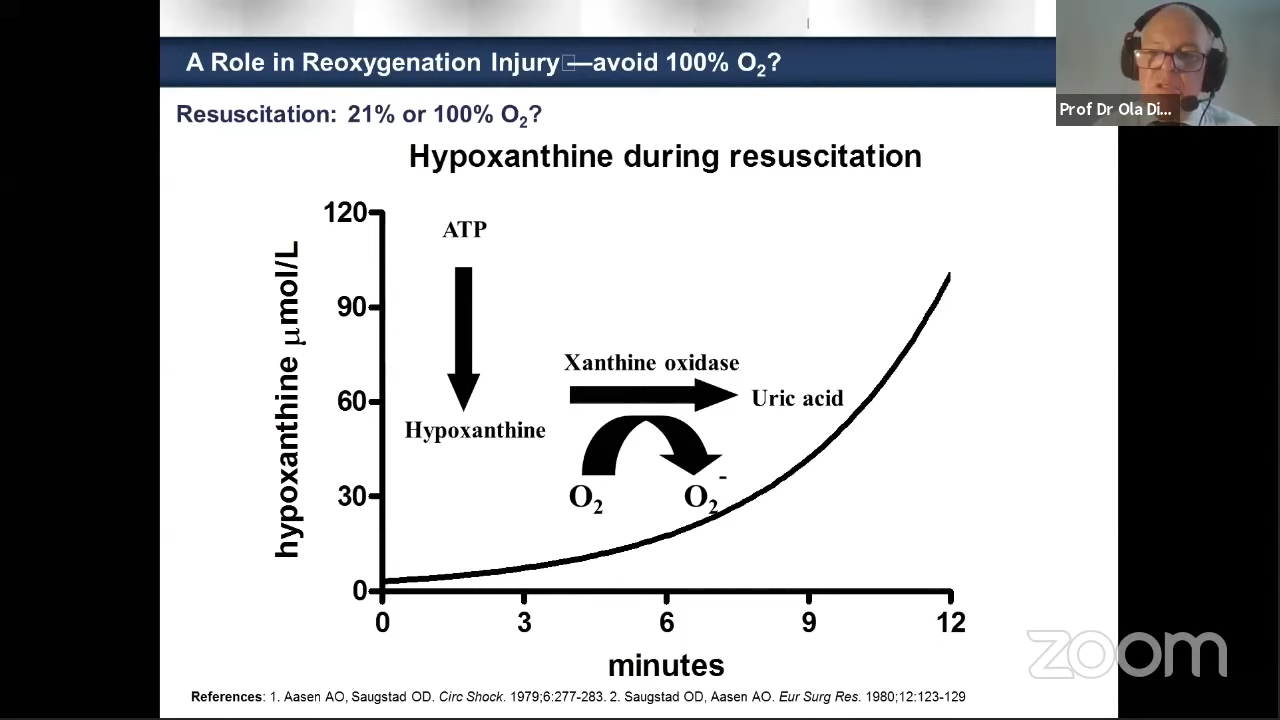 A Role in Reoxygenation Injury□—avoid 100% O₂?
Prof Dr Ola Di...
Resuscitation: 21% or 100% O₂?
Hypoxanthine during resuscitation
hypoxanthine μmol/L
120
90
60
30
0
ATP
Hypoxanthine
Xanthine oxidase
Uric acid
O₂
O₂⁻
0 3 6 9 12
minutes
zoom
References: 1. Aasen AO, Saugstad OD. Circ Shock. 1979;6:277-283. 2. Saugstad OD, Aasen AO. Eur Surg Res. 1980;12:123-129